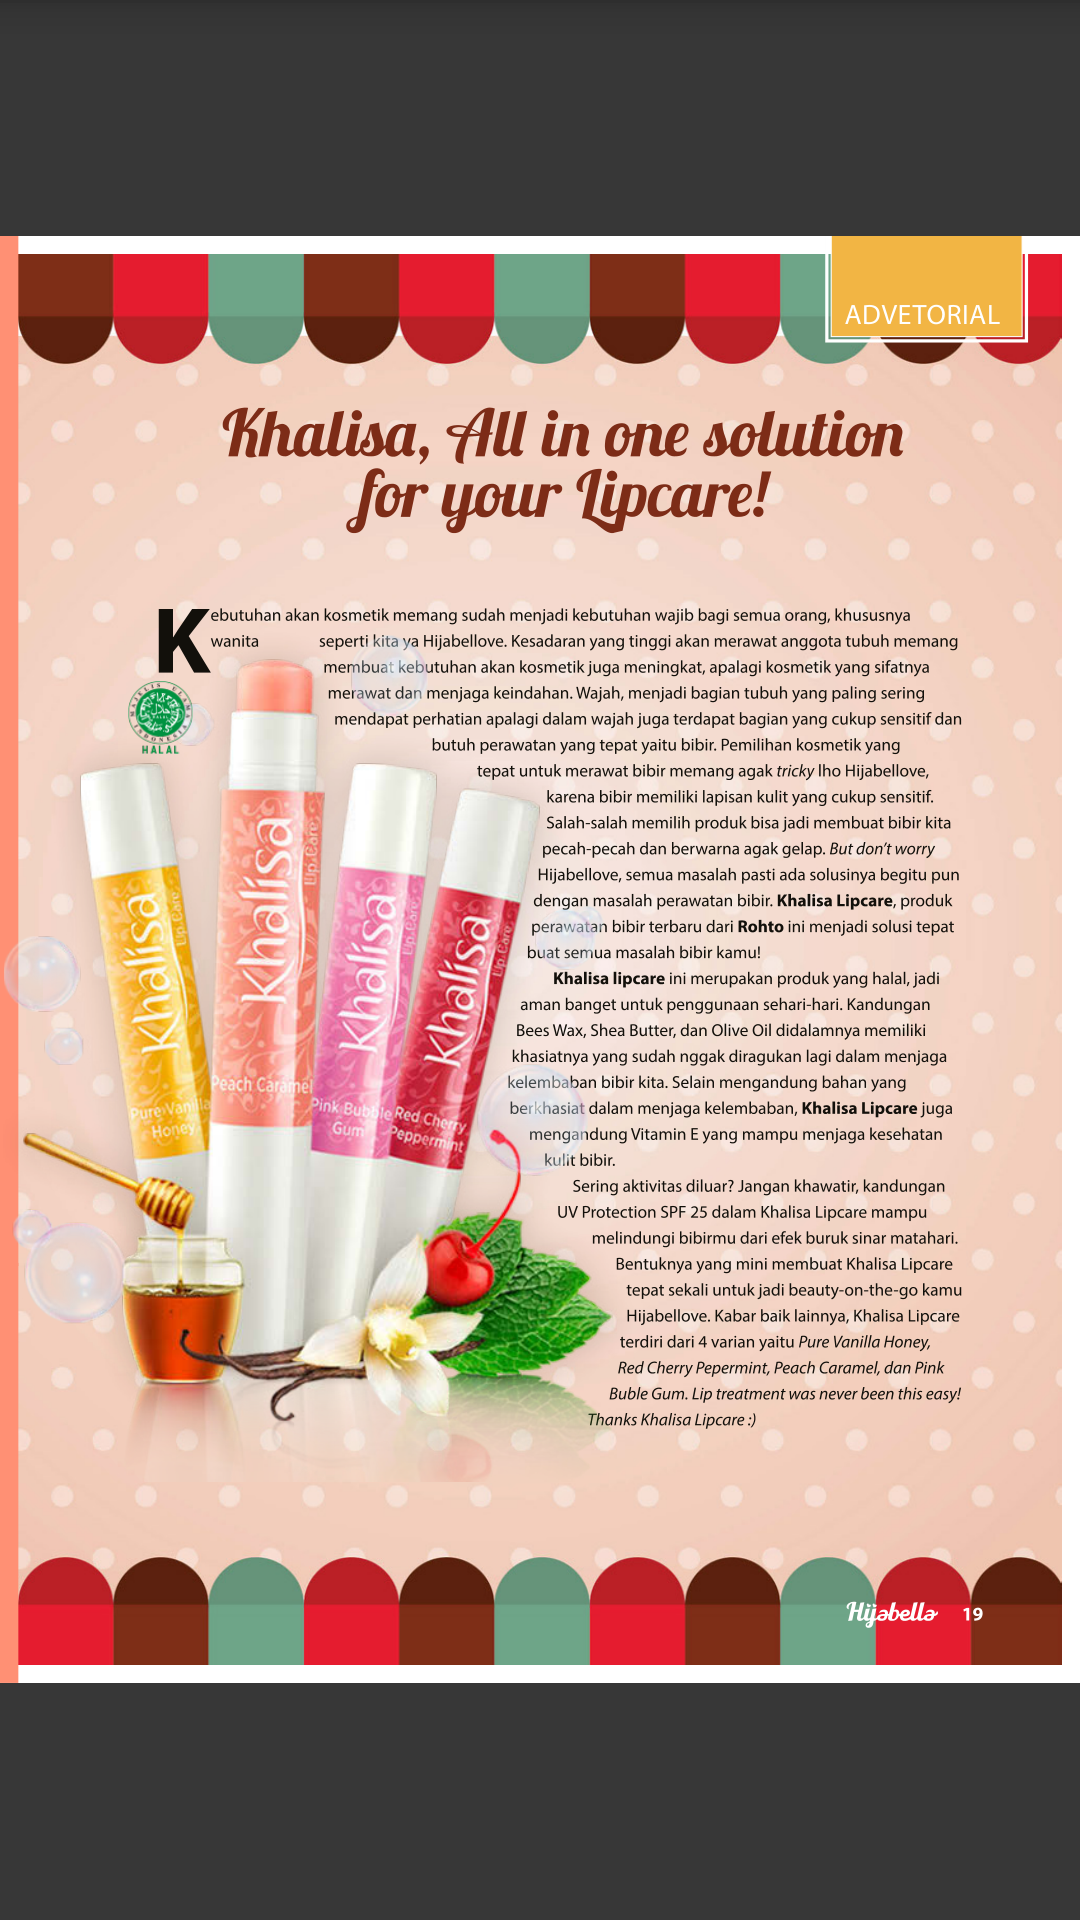 ADVETORIAL
Khalisa, All in one solution
for your Lipcare!
Kebutuhan akan kosmetik memang sudah menjadi kebutuhan wajib bagi semua orang, khususnya
wanita seperti kita ya Hijabellove. Kesadaran yang tinggi akan merawat anggota tubuh memang
membuat kebutuhan akan kosmetik juga meningkat, apalagi kosmetik yang sifatnya
merawat dan menjaga keindahan. Wajah, menjadi bagian tubuh yang paling sering
mendapat perhatian apalagi dalam wajah juga terdapat bagian yang cukup sensitif dan
butuh perawatan yang tepat yaitu bibir. Pemilihan kosmetik yang
tepat untuk merawat bibir memang agak tricky lho Hijabellove,
karena bibir memiliki lapisan kulit yang cukup sensitif.
Salah-salah memilih produk bisa jadi membuat bibir kita
pecah-pecah dan berwarna agak gelap. But don't worry
Hijabellove, semua masalah pasti ada solusinya begitu pun
dengan masalah perawatan bibir. Khalisa Lipcare, produk
perawatan bibir terbaru dari Rohto ini menjadi solusi tepat
buat semua masalah bibir kamu!
Khalisa lipcare ini merupakan produk yang halal, jadi
aman banget untuk penggunaan sehari-hari. Kandungan
Bees Wax, Shea Butter, dan Olive Oil didalamnya memiliki
khasiatnya yang sudah nggak diragukan lagi dalam menjaga
kelembaban bibir kita. Selain mengandung bahan yang
berkhasiat dalam menjaga kelembaban, Khalisa Lipcare juga
mengandung Vitamin E yang mampu menjaga kesehatan
kulit bibir.
Sering aktivitas diluar? Jangan khawatir, kandungan
UV Protection SPF 25 dalam Khalisa Lipcare mampu
melindungi bibirmu dari efek buruk sinar matahari.
Bentuknya yang mini membuat Khalisa Lipcare
tepat sekali untuk jadi beauty-on-the-go kamu
Hijabellove. Kabar baik lainnya, Khalisa Lipcare
terdiri dari 4 varian yaitu Pure Vanilla Honey,
Red Cherry Pepermint, Peach Caramel, dan Pink
Buble Gum. Lip treatment was never been this easy!
Thanks Khalisa Lipcare :)
MAJELIS ULAMA INDONESIA
حلال
HALAL
Khalisa
Lip Care
Pure Vanilla
Honey
Khalisa
Lip Care
Peach Caramel
Khalisa
Lip Care
Pink Bubble
Gum
Khalisa
Lip Care
Red Cherry
Peppermint
Hijabella 19